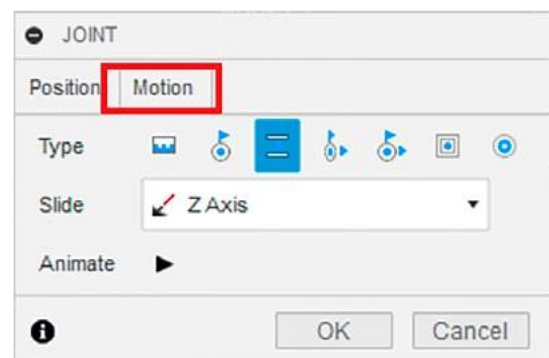 JOINT
Position Motion
Type
Slide Z Axis
Animate
OK Cancel